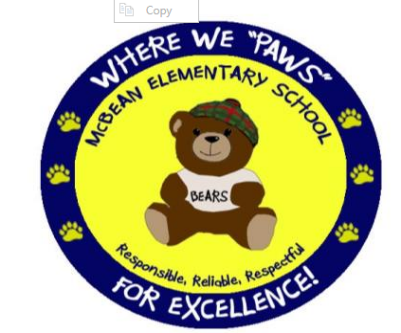 Copy
WHERE WE "PAWS"
McBEAN ELEMENTARY SCHOOL
BEARS
Responsible, Reliable, Respectful
FOR EXCELLENCE!